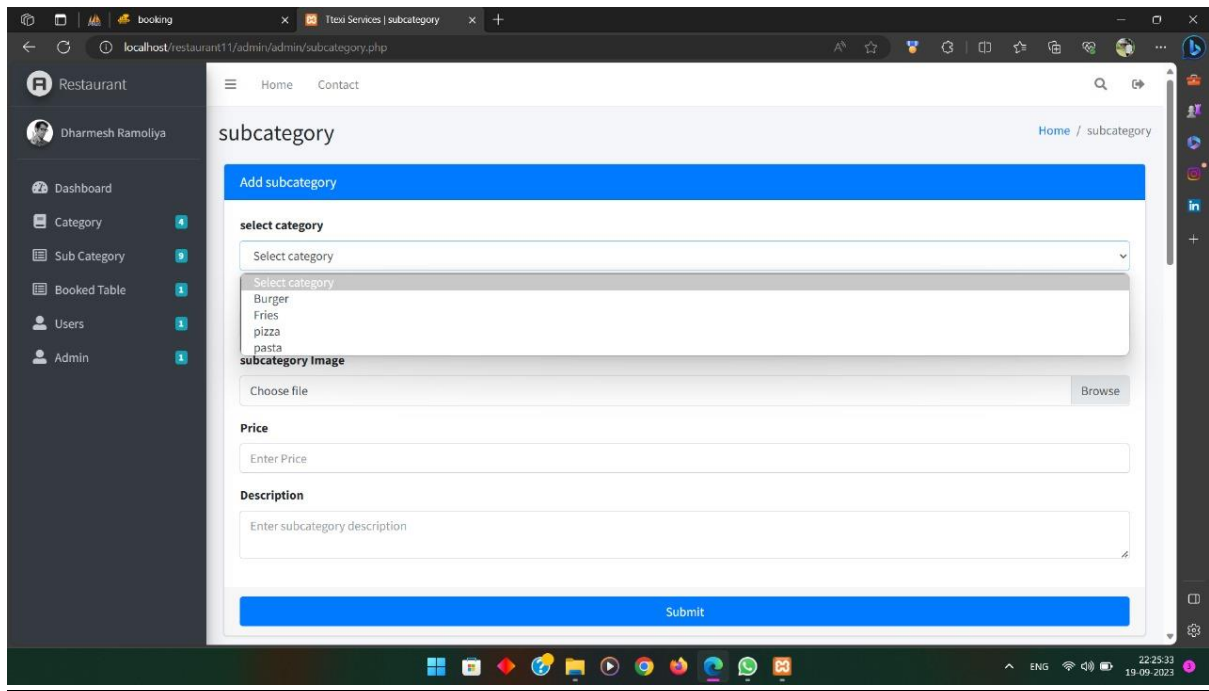 booking
Ttexi Services | subcategory
localhost/restaurant11/admin/admin/subcategory.php
Restaurant
Home
Contact
Dharmesh Ramoliya
subcategory
Home / subcategory
Dashboard
Category 4
Sub Category 9
Booked Table 1
Users 1
Admin 1
Add subcategory
select category
Select category
Select category
Burger
Fries
pizza
pasta
subcategory Image
Choose file
Browse
Price
Enter Price
Description
Enter subcategory description
Submit
ENG
22:25:33
19-09-2023
3